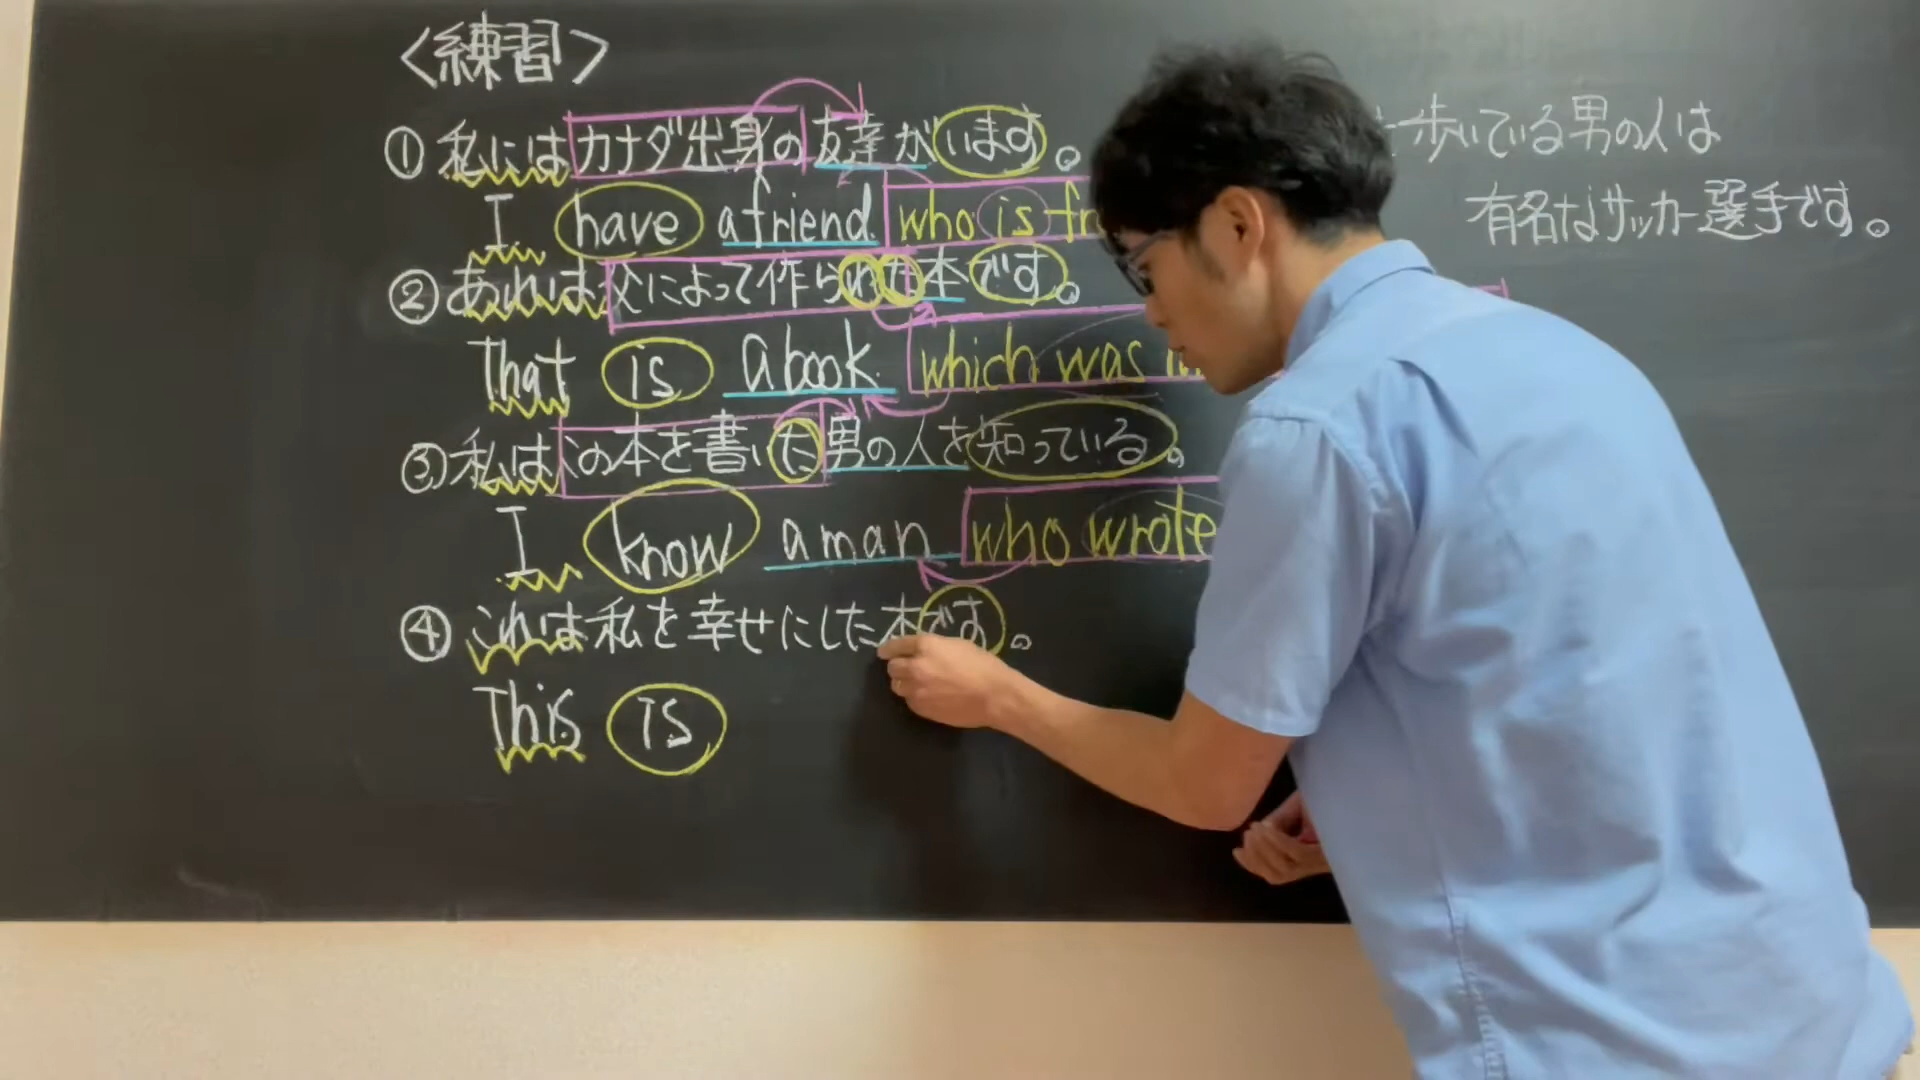 <練習>
① 私にはカナダ出身の友達がいます。
I have a friend who is fr
② あれは父によって作られた本です。
That is a book which was
③ 私はその本を書いた男の人を知っている。
I know a man who wrote
④ これは私を幸せにした本です。
This is
歩いている男の人は
有名なサッカー選手です。